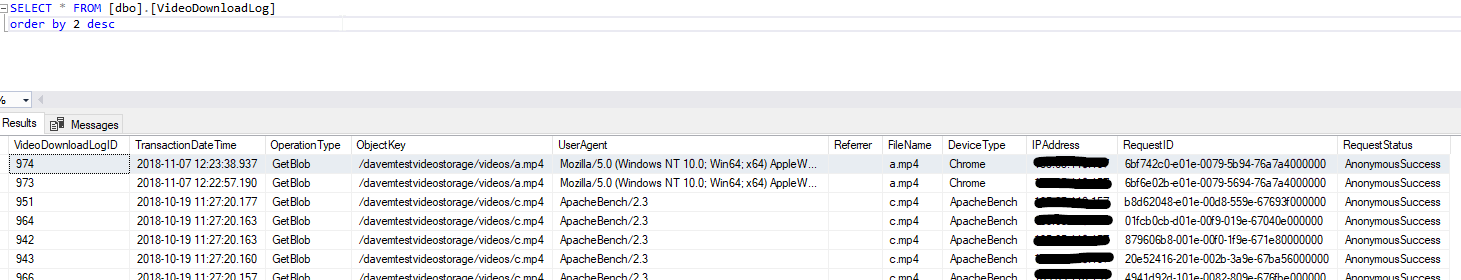 SELECT * FROM [dbo].[VideoDownloadLog]
order by 2 desc
%
Results Messages
VideoDownloadLogID TransactionDateTime OperationType ObjectKey UserAgent Referrer FileName DeviceType IPAddress RequestID RequestStatus
974 2018-11-07 12:23:38.937 GetBlob /davemtestvideostorage/videos/a.mp4 Mozilla/5.0 (Windows NT 10.0; Win64; x64) AppleW... a.mp4 Chrome 6bf742c0-e01e-0079-5b94-76a7a4000000 AnonymousSuccess
973 2018-11-07 12:22:57.190 GetBlob /davemtestvideostorage/videos/a.mp4 Mozilla/5.0 (Windows NT 10.0; Win64; x64) AppleW... a.mp4 Chrome 6bf6e02b-e01e-0079-5694-76a7a4000000 AnonymousSuccess
951 2018-10-19 11:27:20.177 GetBlob /davemtestvideostorage/videos/c.mp4 ApacheBench/2.3 c.mp4 ApacheBench b8d62048-e01e-00d8-559e-67693f000000 AnonymousSuccess
964 2018-10-19 11:27:20.163 GetBlob /davemtestvideostorage/videos/c.mp4 ApacheBench/2.3 c.mp4 ApacheBench 01fcb0cb-d01e-00f9-019e-67040e000000 AnonymousSuccess
942 2018-10-19 11:27:20.163 GetBlob /davemtestvideostorage/videos/c.mp4 ApacheBench/2.3 c.mp4 ApacheBench 879606b8-001e-00f0-1f9e-671e80000000 AnonymousSuccess
943 2018-10-19 11:27:20.160 GetBlob /davemtestvideostorage/videos/c.mp4 ApacheBench/2.3 c.mp4 ApacheBench 20e52416-201e-002b-3a9e-67ba56000000 AnonymousSuccess
966 2018-10-19 11:27:20.157 GetBlob /davemtestvideostorage/videos/c.mp4 ApacheBench/2.3 c.mp4 ApacheBench 4941d92d-101e-0082-809e-676fbe000000 AnonymousSuccess